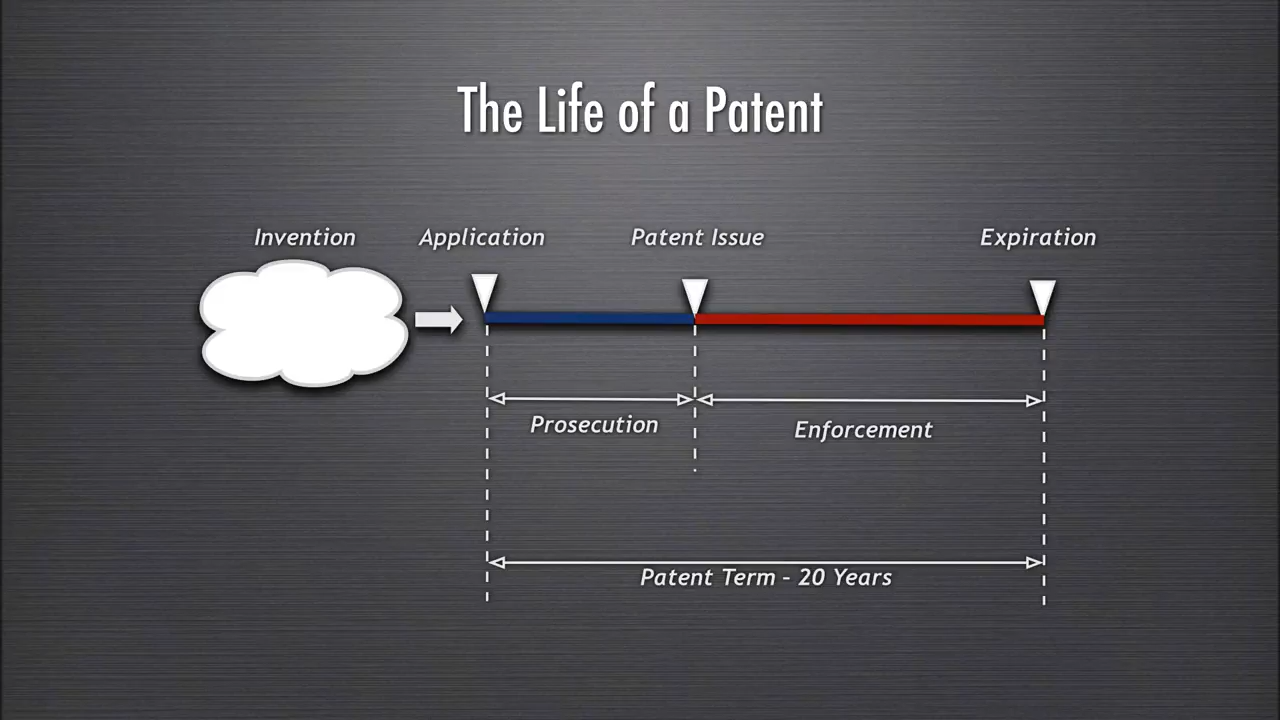 The Life of a Patent
Invention
Application
Patent Issue
Expiration
Prosecution
Enforcement
Patent Term - 20 Years